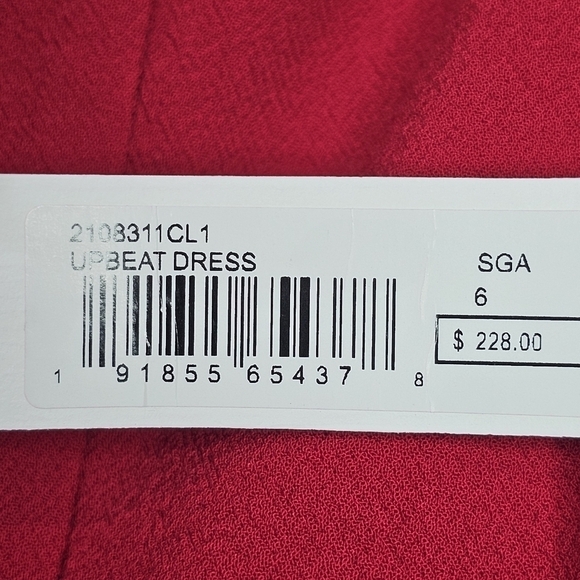 2108311CL1
UPBEAT DRESS
SGA
6
$ 228.00
1 91855 65437 8